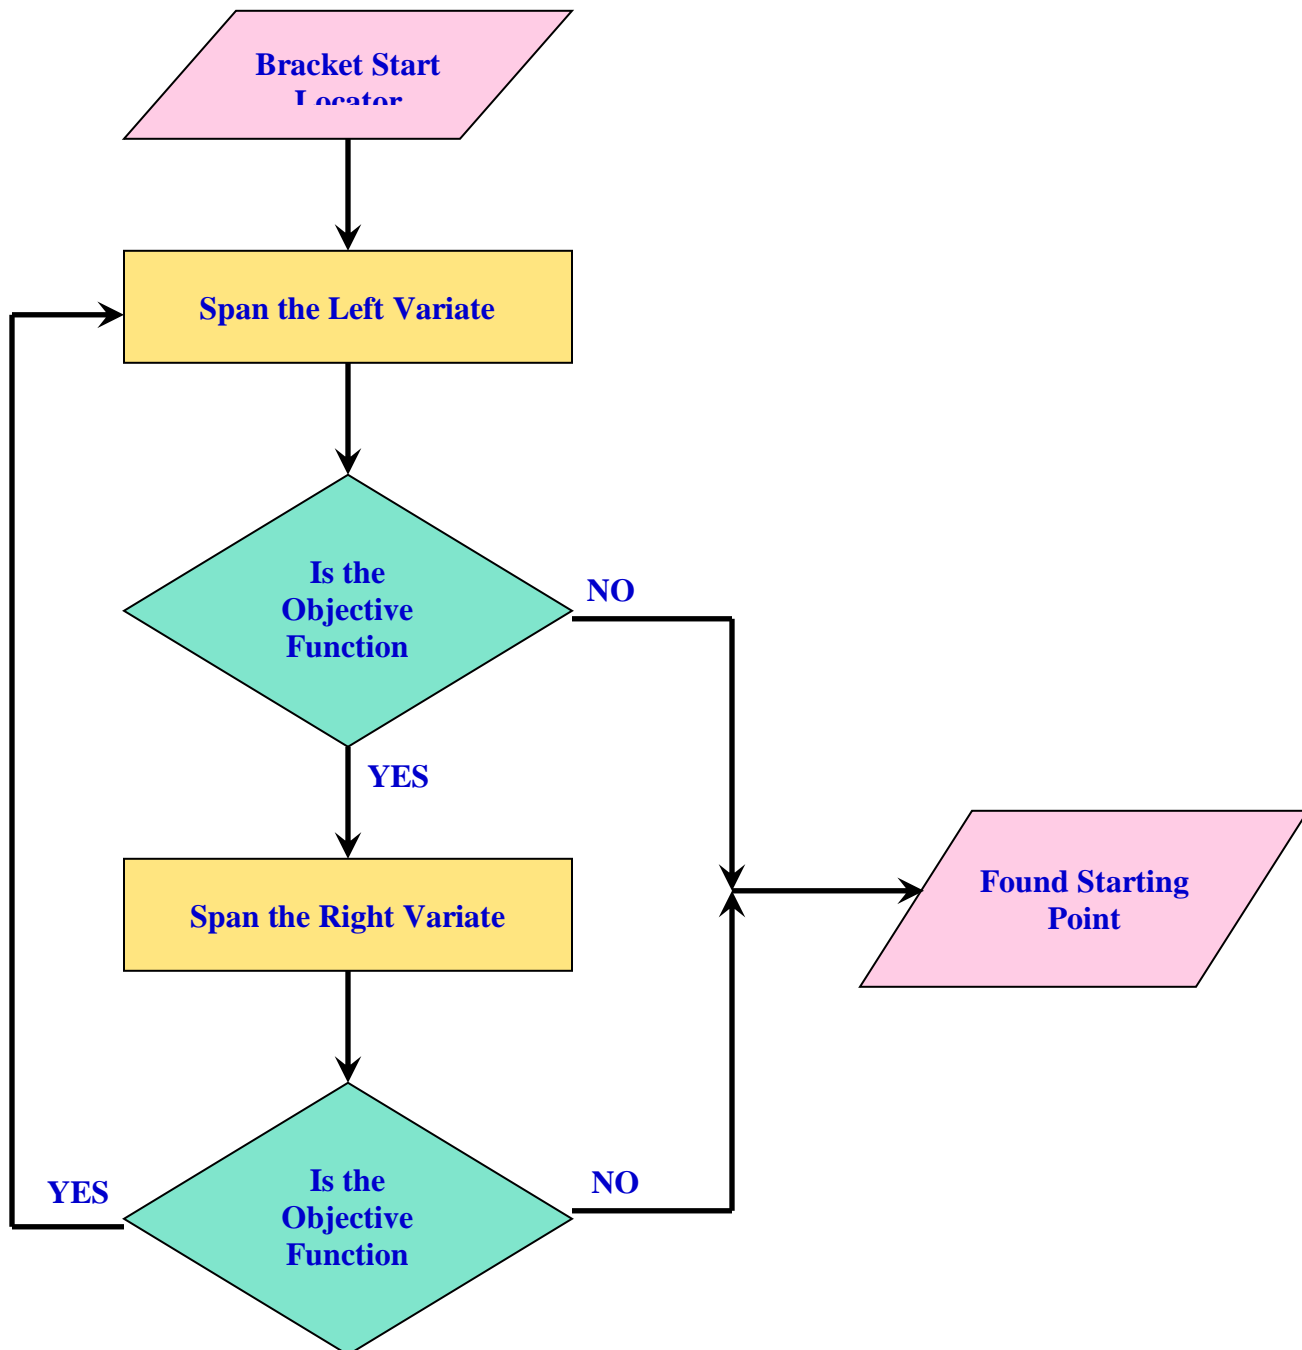 Bracket Start
Locator
Span the Left Variate
Is the
Objective
Function
NO
YES
Span the Right Variate
Found Starting
Point
Is the
Objective
Function
YES
NO